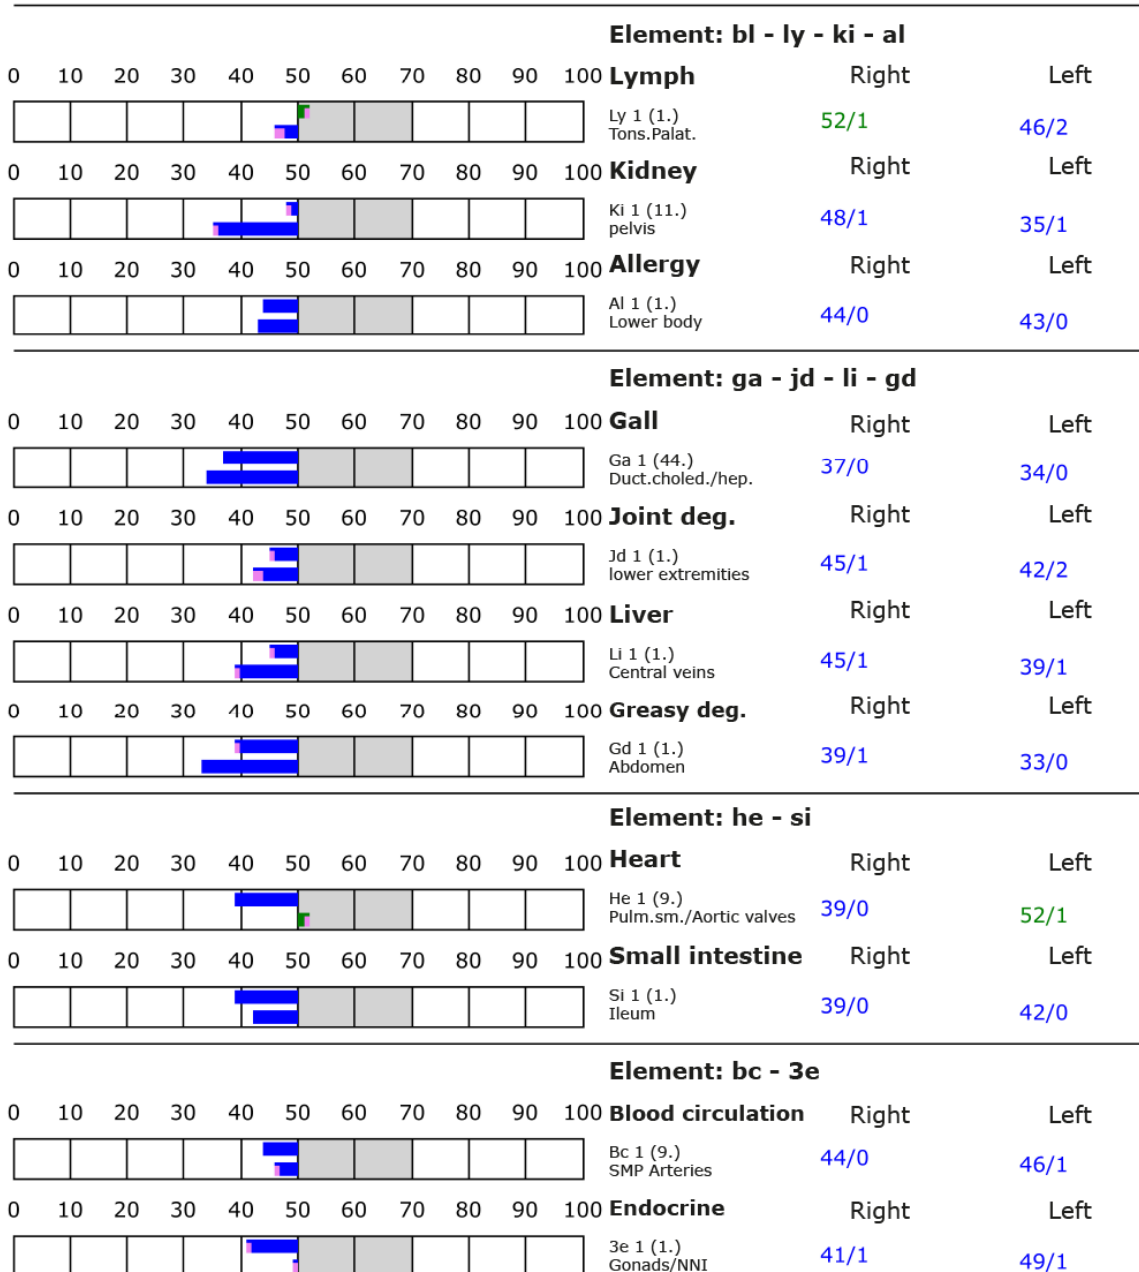 Element: bl - ly - ki - al
0 10 20 30 40 50 60 70 80 90 100 Lymph Right Left
Ly 1 (1.) 52/1 46/2
Tons.Palat.
0 10 20 30 40 50 60 70 80 90 100 Kidney Right Left
Ki 1 (11.) 48/1 35/1
pelvis
0 10 20 30 40 50 60 70 80 90 100 Allergy Right Left
Al 1 (1.) 44/0 43/0
Lower body
Element: ga - jd - li - gd
0 10 20 30 40 50 60 70 80 90 100 Gall Right Left
Ga 1 (44.) 37/0 34/0
Duct.choled./hep.
0 10 20 30 40 50 60 70 80 90 100 Joint deg. Right Left
Jd 1 (1.) 45/1 42/2
lower extremities
0 10 20 30 40 50 60 70 80 90 100 Liver Right Left
Li 1 (1.) 45/1 39/1
Central veins
0 10 20 30 40 50 60 70 80 90 100 Greasy deg. Right Left
Gd 1 (1.) 39/1 33/0
Abdomen
Element: he - si
0 10 20 30 40 50 60 70 80 90 100 Heart Right Left
He 1 (9.) 39/0 52/1
Pulm.sm./Aortic valves
0 10 20 30 40 50 60 70 80 90 100 Small intestine Right Left
Si 1 (1.) 39/0 42/0
Ileum
Element: bc - 3e
0 10 20 30 40 50 60 70 80 90 100 Blood circulation Right Left
Bc 1 (9.) 44/0 46/1
SMP Arteries
0 10 20 30 40 50 60 70 80 90 100 Endocrine Right Left
3e 1 (1.) 41/1 49/1
Gonads/NNI